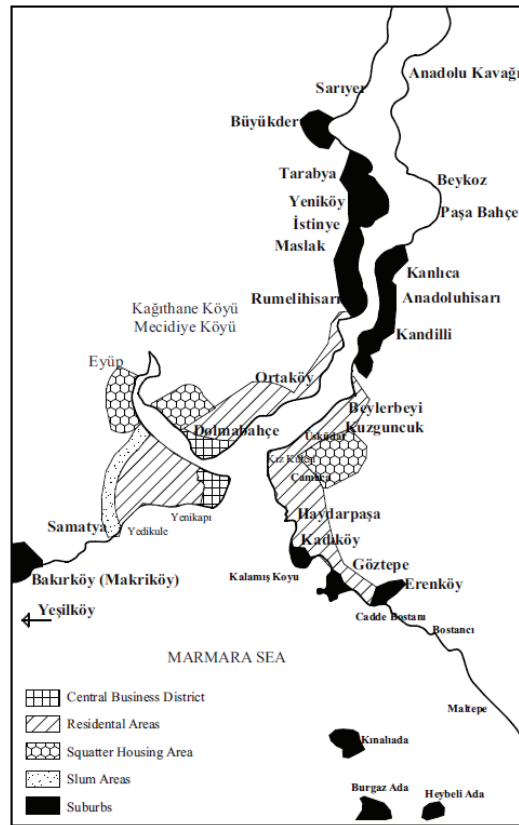 Anadolu Kavağı
Sarıyer
Büyükder
Tarabya
Beykoz
Yeniköy
Paşa Bahçe
İstinye
Maslak
Kanlıca
Rumelihisarı
Anadoluhisarı
Kağıthane Köyü
Mecidiye Köyü
Kandilli
Eyüp
Ortaköy
Beylerbeyi
Dolmabahçe
Kuzguncuk
Üsküdar
Kız Kulesi
Çamlıca
Haydarpaşa
Samatya
Yenikapı
Yedikule
Kadıköy
Göztepe
Bakırköy (Makriköy)
Kalamış Koyu
Erenköy
Yeşilköy
Cadde Bostanı
Bostancı
MARMARA SEA
Central Business District
Maltepe
Residental Areas
Squatter Housing Area
Kınalıada
Slum Areas
Suburbs
Burgaz Ada
Heybeli Ada